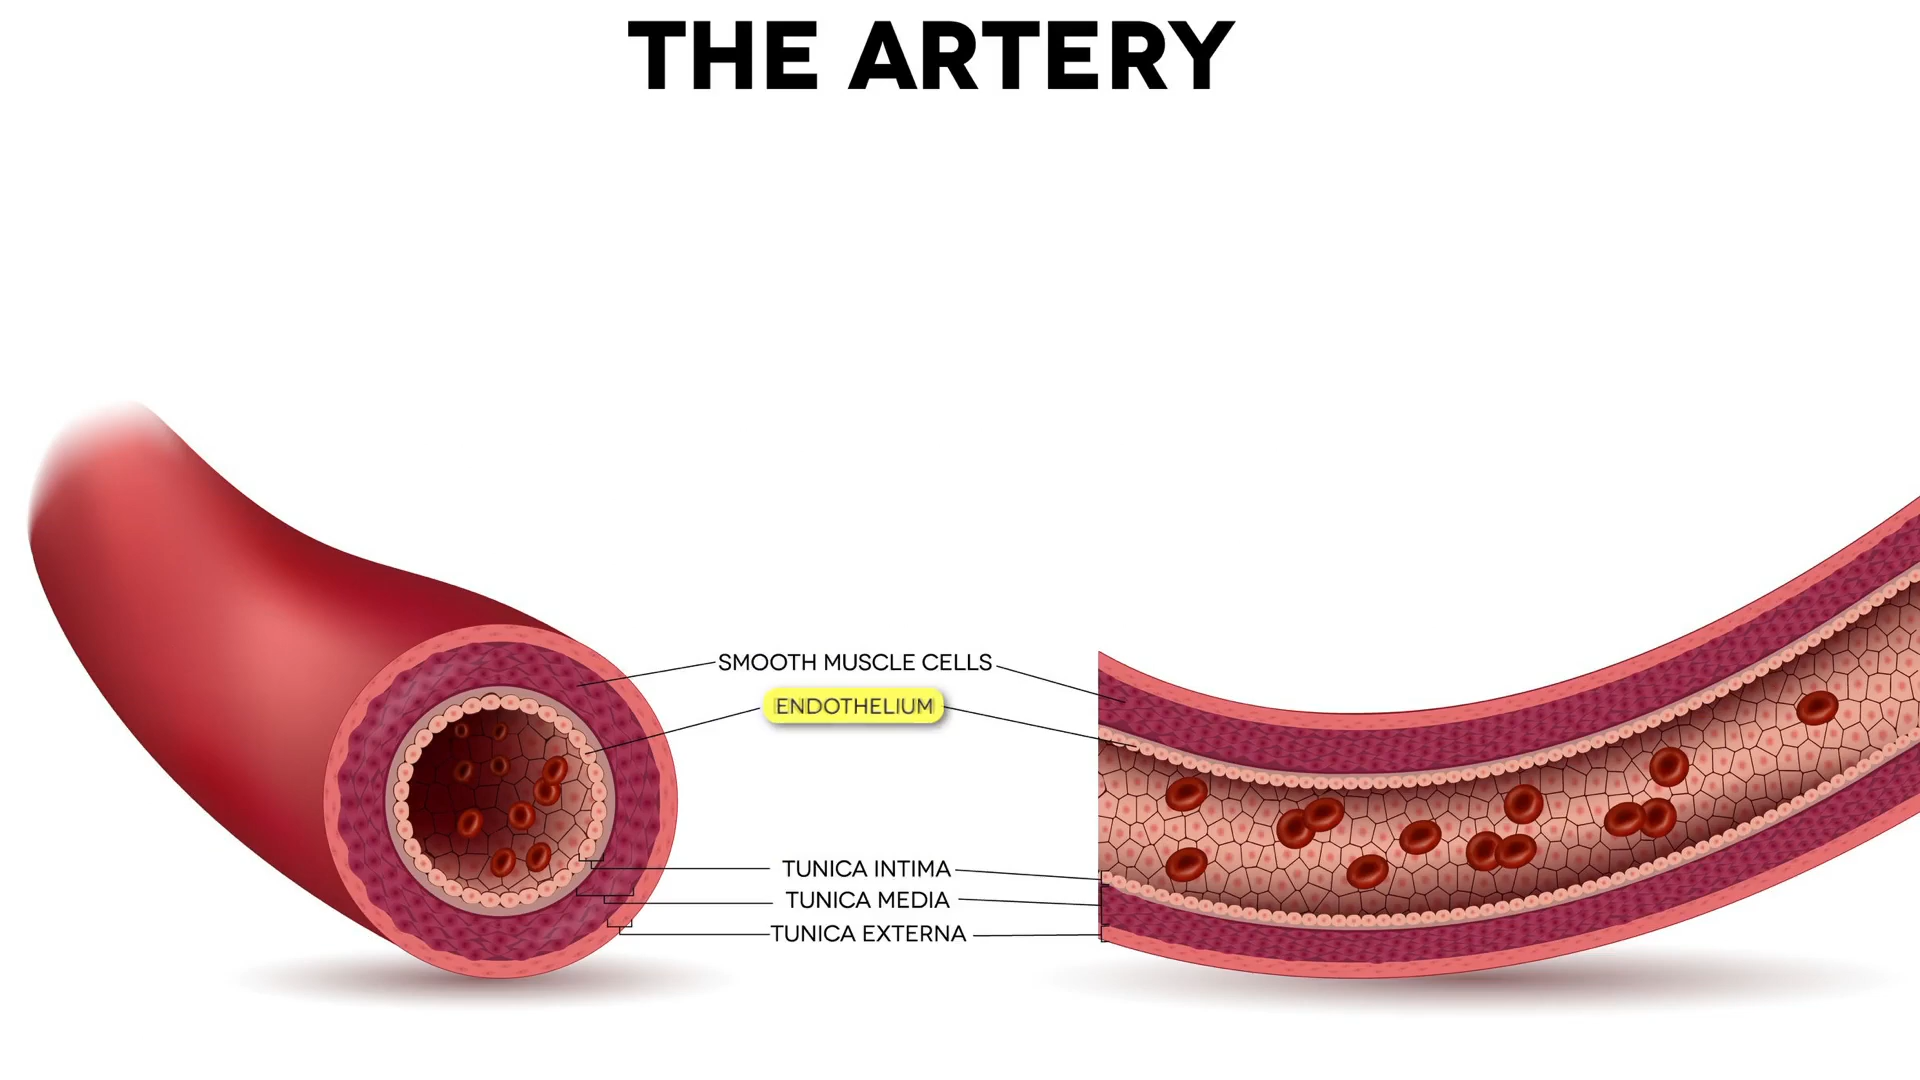 THE ARTERY
SMOOTH MUSCLE CELLS
ENDOTHELIUM
TUNICA INTIMA
TUNICA MEDIA
TUNICA EXTERNA